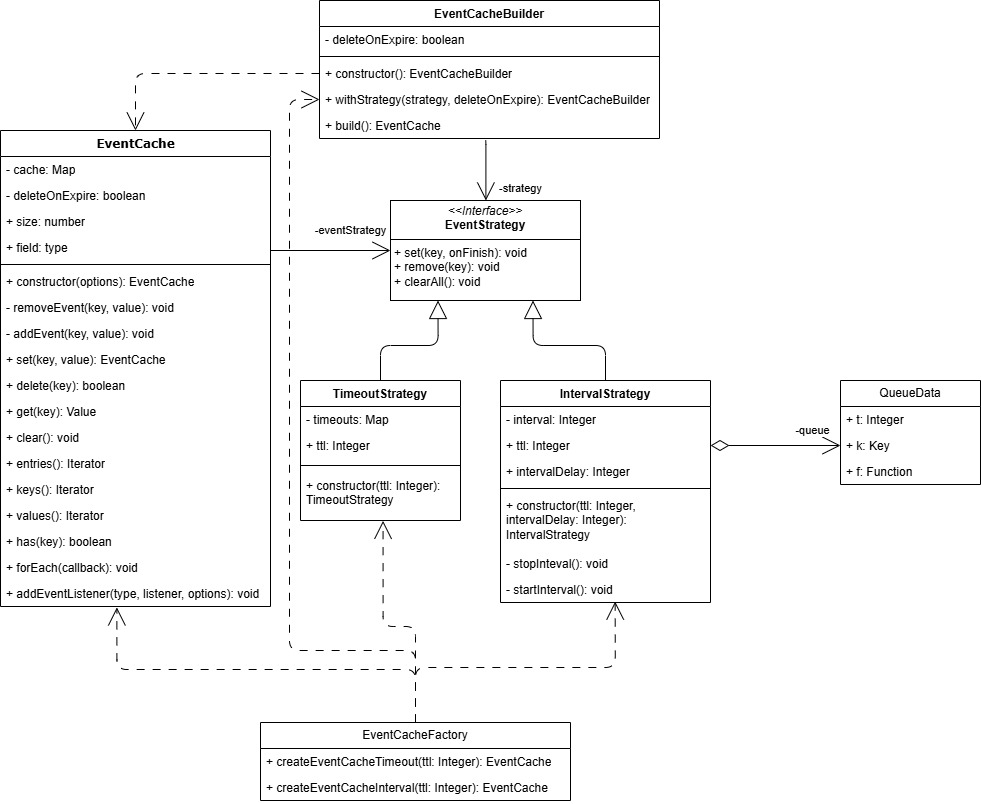 EventCacheBuilder
- deleteOnExpire: boolean
+ constructor(): EventCacheBuilder
+ withStrategy(strategy, deleteOnExpire): EventCacheBuilder
+ build(): EventCache
EventCache
- cache: Map
- deleteOnExpire: boolean
+ size: number
+ field: type
+ constructor(options): EventCache
- removeEvent(key, value): void
- addEvent(key, value): void
+ set(key, value): EventCache
+ delete(key): boolean
+ get(key): Value
+ clear(): void
+ entries(): Iterator
+ keys(): Iterator
+ values(): Iterator
+ has(key): boolean
+ forEach(callback): void
+ addEventListener(type, listener, options): void
-strategy
-eventStrategy
<<Interface>>
EventStrategy
+ set(key, onFinish): void
+ remove(key): void
+ clearAll(): void
TimeoutStrategy
- timeouts: Map
+ ttl: Integer
+ constructor(ttl: Integer):
TimeoutStrategy
IntervalStrategy
- interval: Integer
+ ttl: Integer
+ intervalDelay: Integer
+ constructor(ttl: Integer,
intervalDelay: Integer):
IntervalStrategy
- stopInteval(): void
- startInterval(): void
-queue
QueueData
+ t: Integer
+ k: Key
+ f: Function
EventCacheFactory
+ createEventCacheTimeout(ttl: Integer): EventCache
+ createEventCacheInterval(ttl: Integer): EventCache